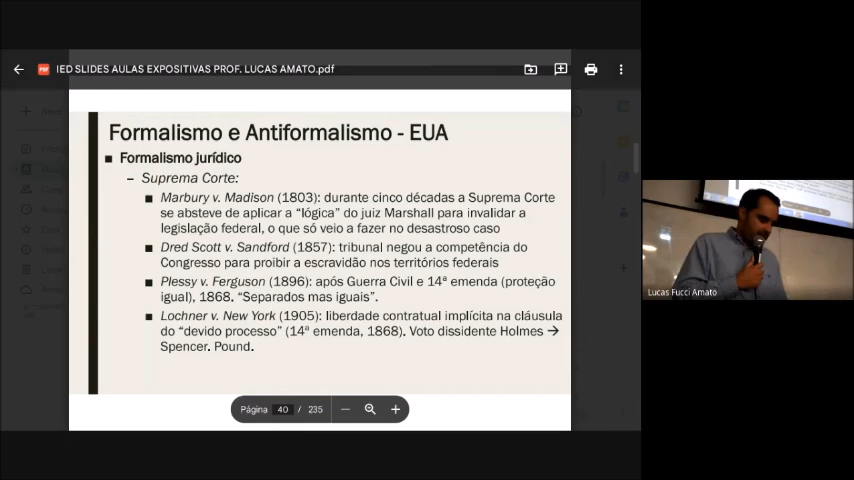 IED SLIDES AULAS EXPOSITIVAS PROF. LUCAS AMATO.pdf
Formalismo e Antiformalismo - EUA
■ Formalismo jurídico
– Suprema Corte:
■ Marbury v. Madison (1803): durante cinco décadas a Suprema Corte
se absteve de aplicar a “lógica” do juiz Marshall para invalidar a
legislação federal, o que só veio a fazer no desastroso caso
■ Dred Scott v. Sandford (1857): tribunal negou a competência do
Congresso para proibir a escravidão nos territórios federais
■ Plessy v. Ferguson (1896): após Guerra Civil e 14ª emenda (proteção
igual), 1868. “Separados mas iguais”.
■ Lochner v. New York (1905): liberdade contratual implícita na cláusula
do “devido processo” (14ª emenda, 1868). Voto dissidente Holmes →
Spencer. Pound.
Página 40 / 235
Lucas Fucci Amato